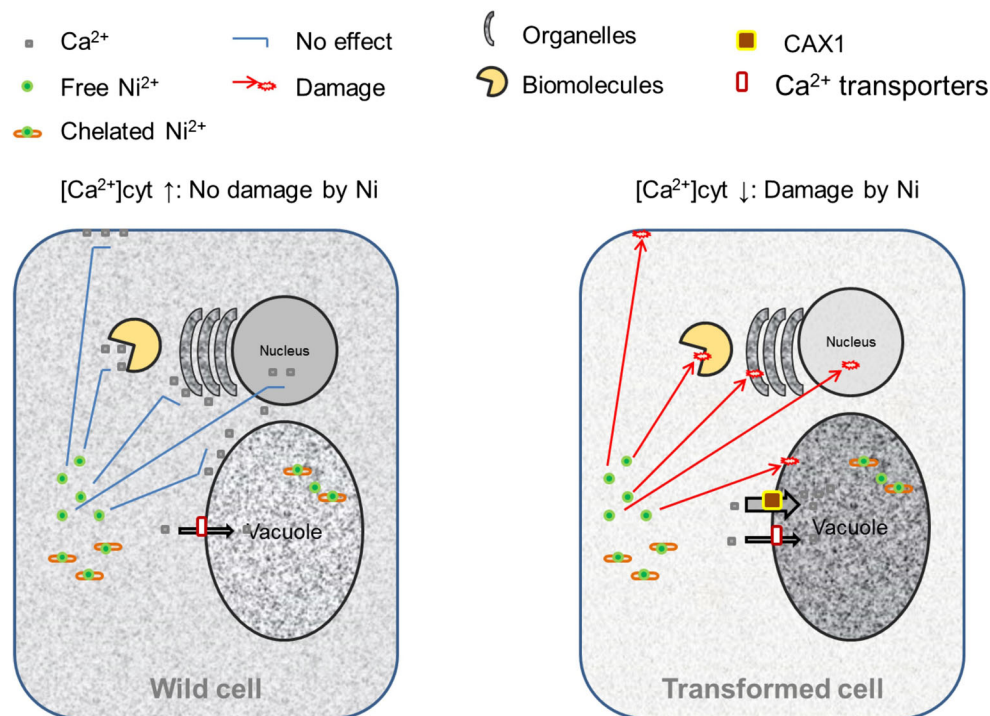 Ca²⁺
No effect
Organelles
CAX1
Free Ni²⁺
Damage
Biomolecules
Ca²⁺ transporters
Chelated Ni²⁺
[Ca²⁺]cyt ↑: No damage by Ni
[Ca²⁺]cyt ↓: Damage by Ni
Nucleus
Nucleus
Vacuole
Vacuole
Wild cell
Transformed cell